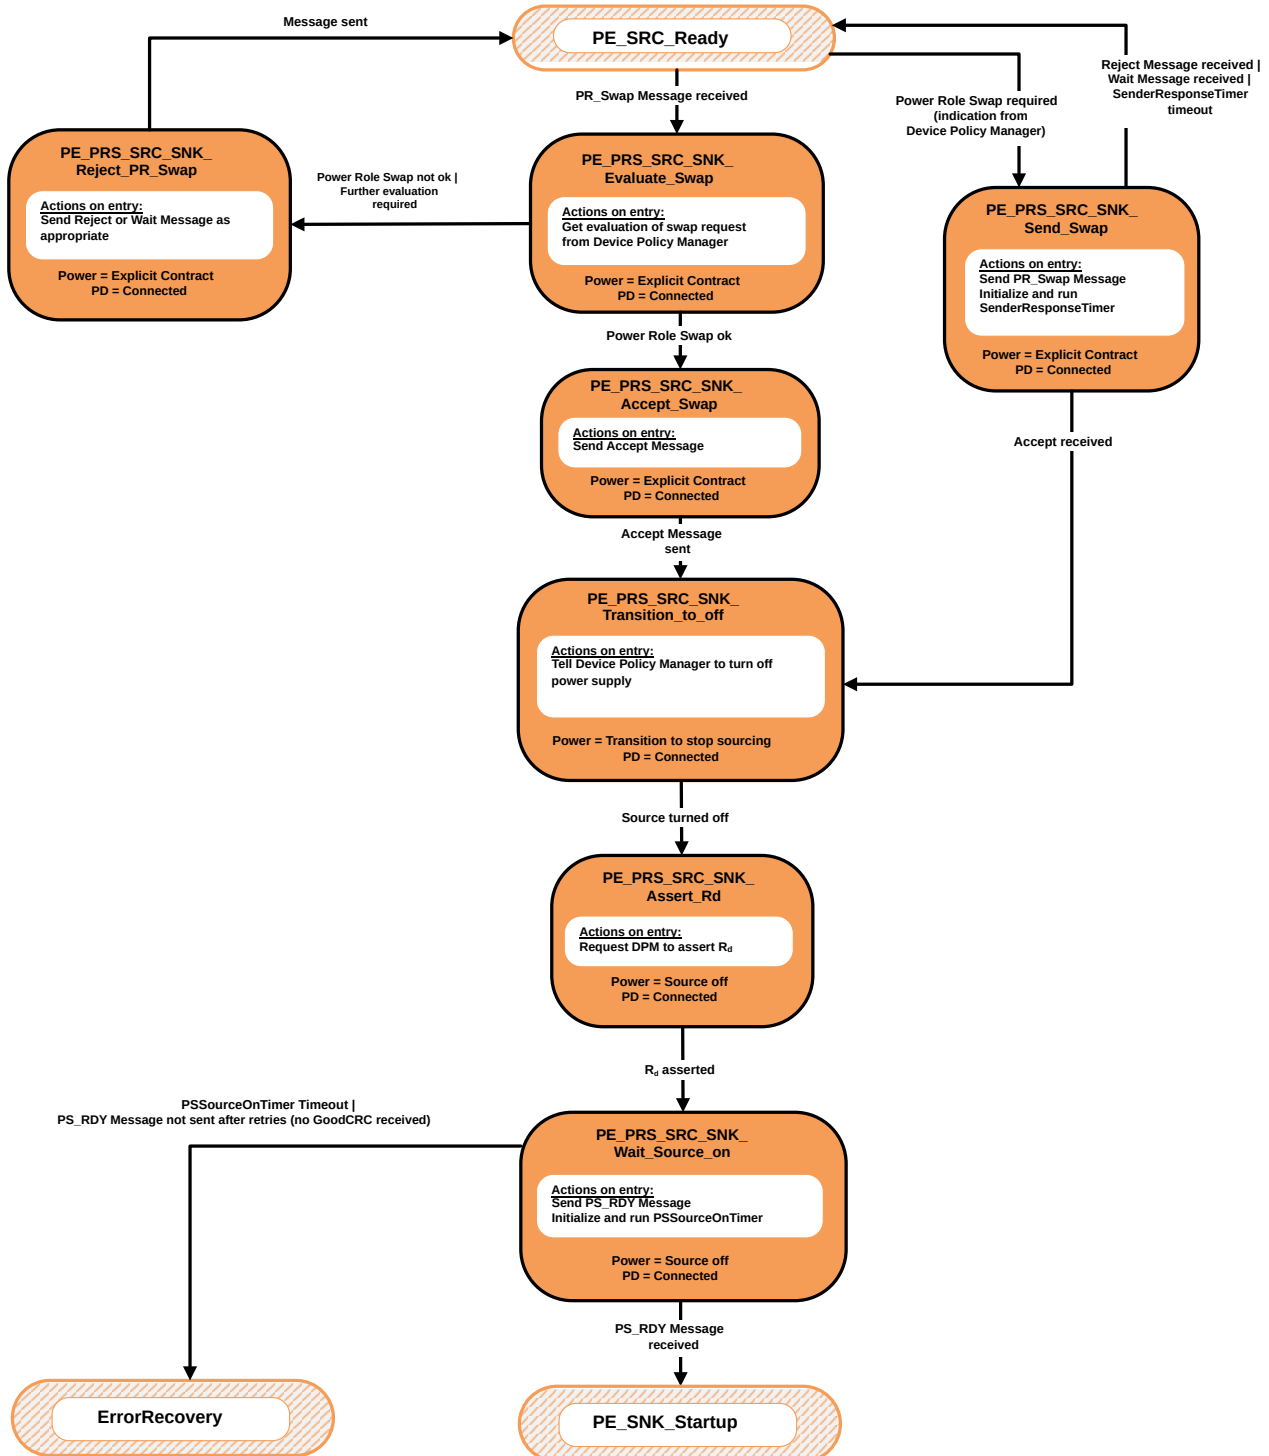 Message sent
PE_SRC_Ready
PR_Swap Message received
Power Role Swap required
(indication from
Device Policy Manager)
Reject Message received |
Wait Message received |
SenderResponseTimer
timeout
PE_PRS_SRC_SNK_
Reject_PR_Swap
Actions on entry:
Send Reject or Wait Message as
appropriate
Power = Explicit Contract
PD = Connected
Power Role Swap not ok |
Further evaluation
required
PE_PRS_SRC_SNK_
Evaluate_Swap
Actions on entry:
Get evaluation of swap request
from Device Policy Manager
Power = Explicit Contract
PD = Connected
PE_PRS_SRC_SNK_
Send_Swap
Actions on entry:
Send PR_Swap Message
Initialize and run
SenderResponseTimer
Power = Explicit Contract
PD = Connected
Power Role Swap ok
PE_PRS_SRC_SNK_
Accept_Swap
Actions on entry:
Send Accept Message
Power = Explicit Contract
PD = Connected
Accept received
Accept Message
sent
PE_PRS_SRC_SNK_
Transition_to_off
Actions on entry:
Tell Device Policy Manager to turn off
power supply
Power = Transition to stop sourcing
PD = Connected
Source turned off
PE_PRS_SRC_SNK_
Assert_Rd
Actions on entry:
Request DPM to assert Rd
Power = Source off
PD = Connected
Rd asserted
PSSourceOnTimer Timeout |
PS_RDY Message not sent after retries (no GoodCRC received)
PE_PRS_SRC_SNK_
Wait_Source_on
Actions on entry:
Send PS_RDY Message
Initialize and run PSSourceOnTimer
Power = Source off
PD = Connected
PS_RDY Message
received
ErrorRecovery
PE_SNK_Startup